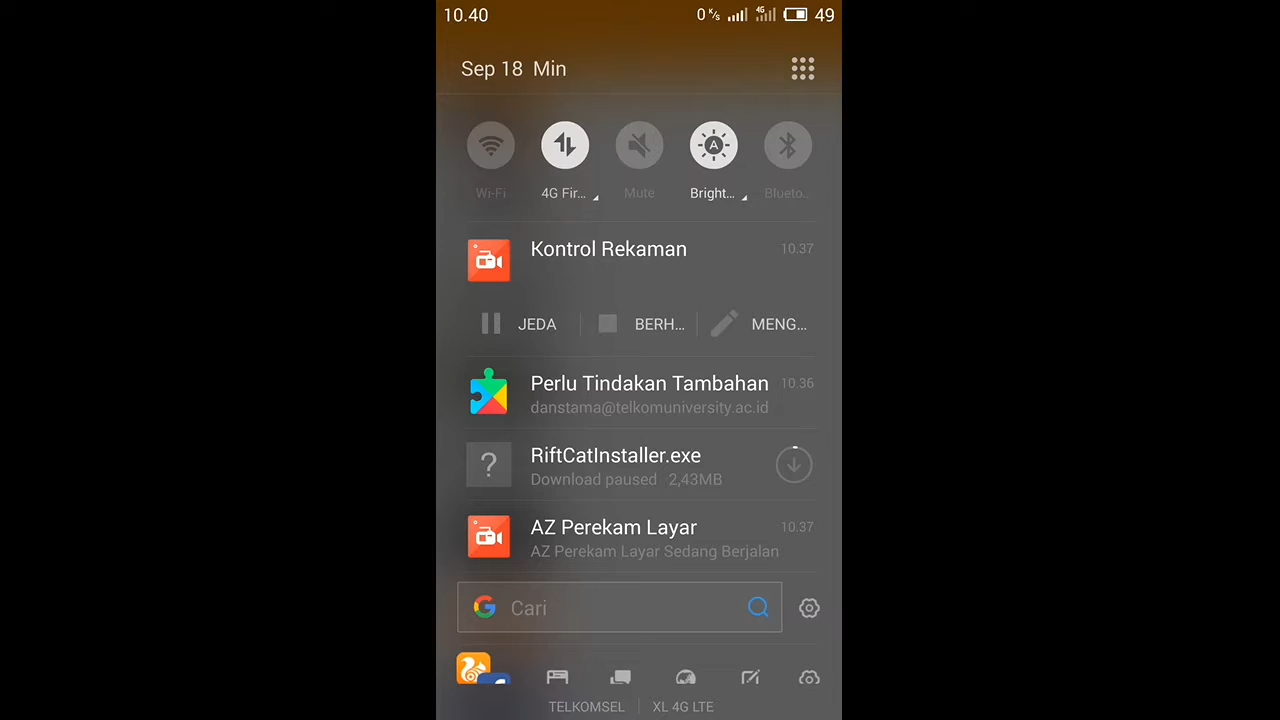 10.40
0 K/s 4G 49
Sep 18 Min
A
Wi-Fi 4G Fir... Mute Bright... Blueto..
Kontrol Rekaman 10.37
JEDA BERH... MENG...
Perlu Tindakan Tambahan 10.36
danstama@telkomuniversity.ac.id
?
RiftCatInstaller.exe
Download paused 2,43MB
AZ Perekam Layar 10.37
AZ Perekam Layar Sedang Berjalan
Cari
TELKOMSEL XL 4G LTE